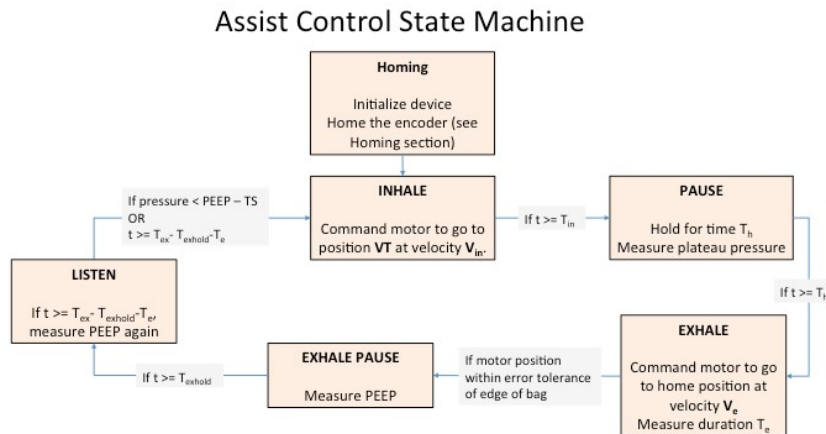 Assist Control State Machine
Homing
Initialize device
Home the encoder (see
Homing section)
If pressure < PEEP – TS
OR
t >= Tex- Texhold-Te
INHALE
Command motor to go to
position VT at velocity Vin.
If t >= Tin
PAUSE
Hold for time Th
Measure plateau pressure
If t >= Th
LISTEN
If t >= Tex- Texhold-Te,
measure PEEP again
EXHALE
Command motor to go
to home position at
velocity Ve
Measure duration Te
If motor position
within error tolerance
of edge of bag
EXHALE PAUSE
Measure PEEP
If t >= Texhold